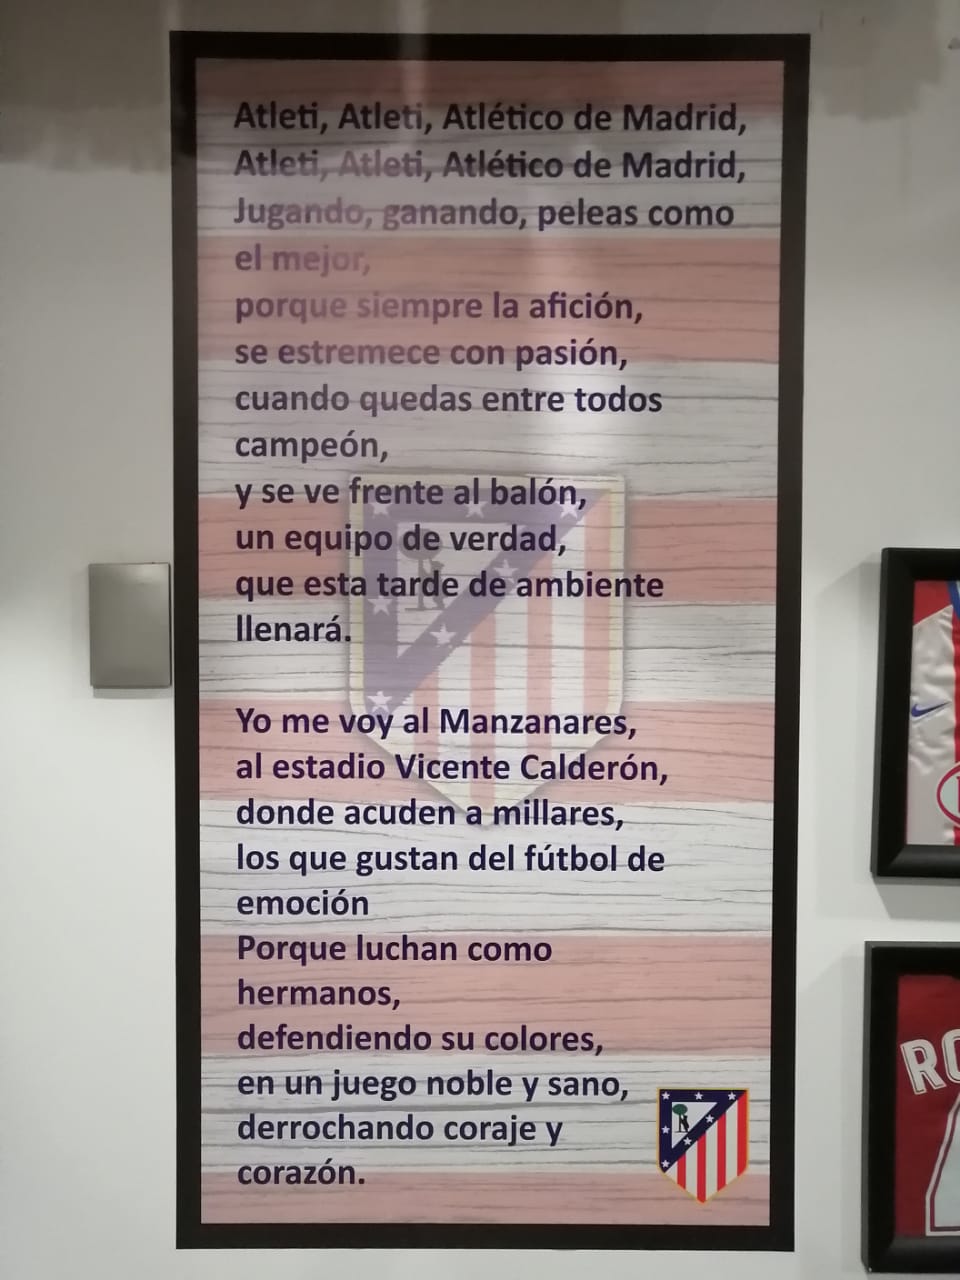 Atleti, Atleti, Atlético de Madrid,
Atleti, Atleti, Atlético de Madrid,
Jugando, ganando, peleas como
el mejor,
porque siempre la afición,
se estremece con pasión,
cuando quedas entre todos
campeón,
y se ve frente al balón,
un equipo de verdad,
que esta tarde de ambiente
llenará.
Yo me voy al Manzanares,
al estadio Vicente Calderón,
donde acuden a millares,
los que gustan del fútbol de
emoción
Porque luchan como
hermanos,
defendiendo su colores,
en un juego noble y sano,
derrochando coraje y
corazón.
RO